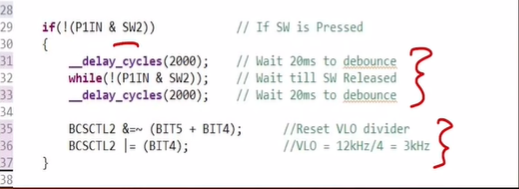 28
29 if(!(P1IN & SW2)) // If SW is Pressed
30 {
31 __delay_cycles(2000); // Wait 20ms to debounce
32 while(!(P1IN & SW2)); // Wait till SW Released
33 __delay_cycles(2000); // Wait 20ms to debounce
34
35 BCSCTL2 &=~ (BIT5 + BIT4); //Reset VLO divider
36 BCSCTL2 |= (BIT4); //VLO = 12kHz/4 = 3kHz
37 }
38